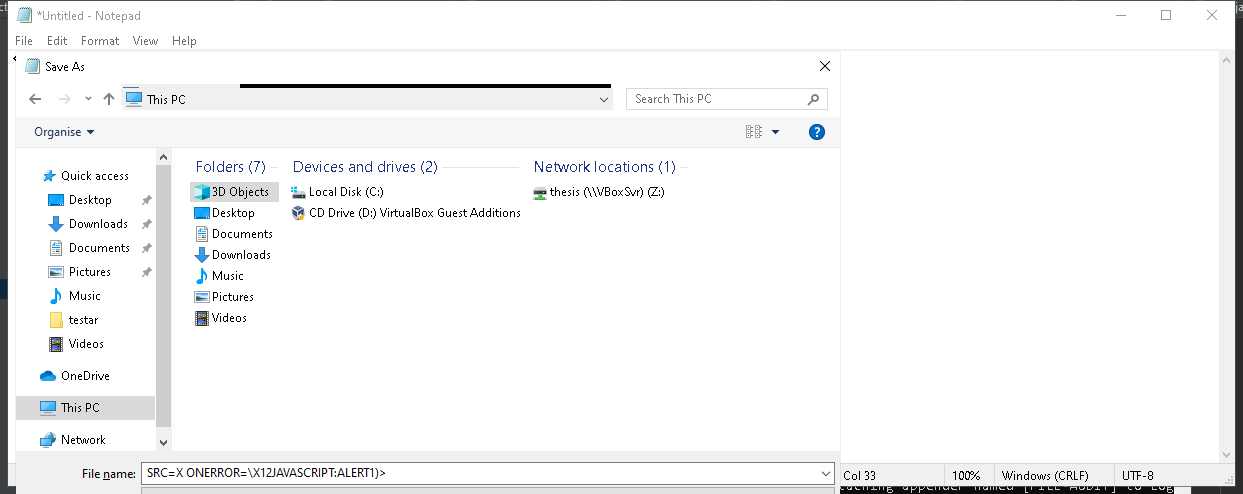 *Untitled - Notepad
File Edit Format View Help
Save As
This PC
Search This PC
Organise
Quick access
Desktop
Downloads
Documents
Pictures
Music
testar
Videos
OneDrive
This PC
Network
Folders (7)
3D Objects
Desktop
Documents
Downloads
Music
Pictures
Videos
Devices and drives (2)
Local Disk (C:)
CD Drive (D:) VirtualBox Guest Additions
Network locations (1)
thesis (\\VBoxSvr) (Z:)
File name: SRC=X ONERROR=\X12JAVASCRIPT:ALERT1)>
Col 33 100% Windows (CRLF) UTF-8